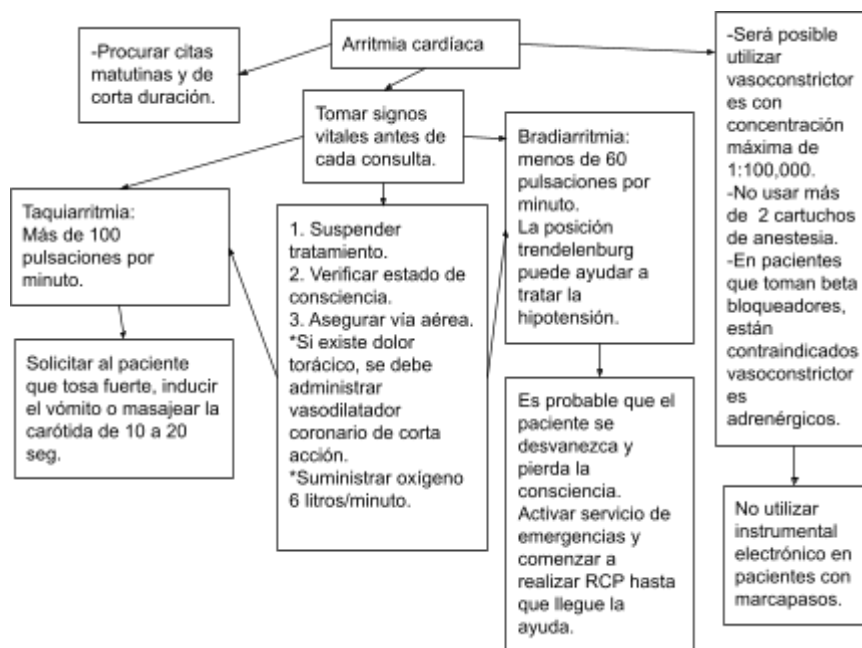 Arritmia cardíaca
-Procurar citas
matutinas y de
corta duración.
Tomar signos
vitales antes de
cada consulta.
-Será posible
utilizar
vasoconstrictor
es con
concentración
máxima de
1:100,000.
-No usar más
de 2 cartuchos
de anestesia.
-En pacientes
que toman beta
bloqueadores,
están
contraindicados
vasoconstrictor
es
adrenérgicos.
Taquiarritmia:
Más de 100
pulsaciones por
minuto.
1. Suspender
tratamiento.
2. Verificar estado de
consciencia.
3. Asegurar via aérea.
*Si existe dolor
torácico, se debe
administrar
vasodilatador
coronario de corta
acción.
*Suministrar oxígeno
6 litros/minuto.
Bradiarritmia:
menos de 60
pulsaciones por
minuto.
La posición
trendelenburg
puede ayudar a
tratar la
hipotensión.
Solicitar al paciente
que tosa fuerte, inducir
el vómito o masajear la
carótida de 10 a 20
seg.
Es probable que el
paciente se
desvanezca y
pierda la
consciencia.
Activar servicio de
emergencias y
comenzar a
realizar RCP hasta
que llegue la
ayuda.
No utilizar
instrumental
electrónico en
pacientes con
marcapasos.